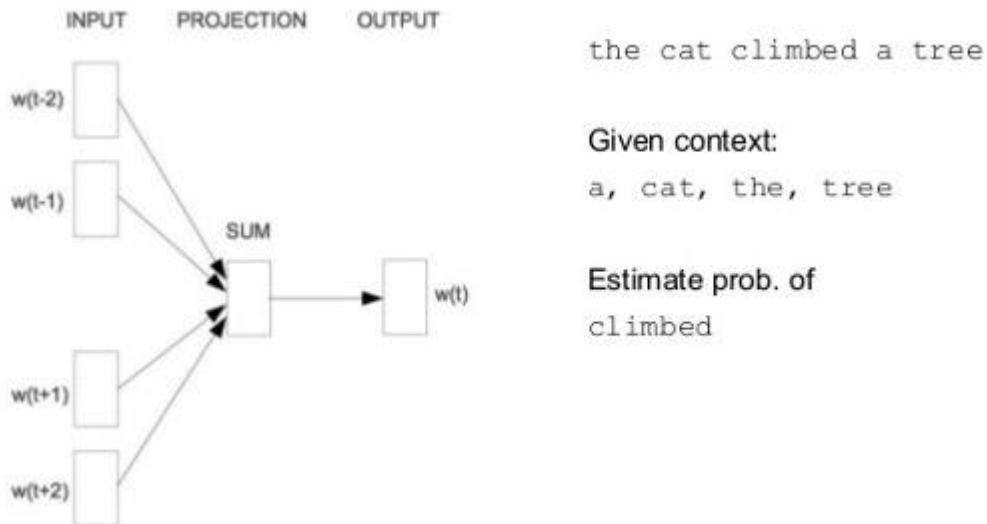 INPUT PROJECTION OUTPUT
w(t-2)
w(t-1)
SUM
w(t)
w(t+1)
w(t+2)
the cat climbed a tree
Given context:
a, cat, the, tree
Estimate prob. of
climbed